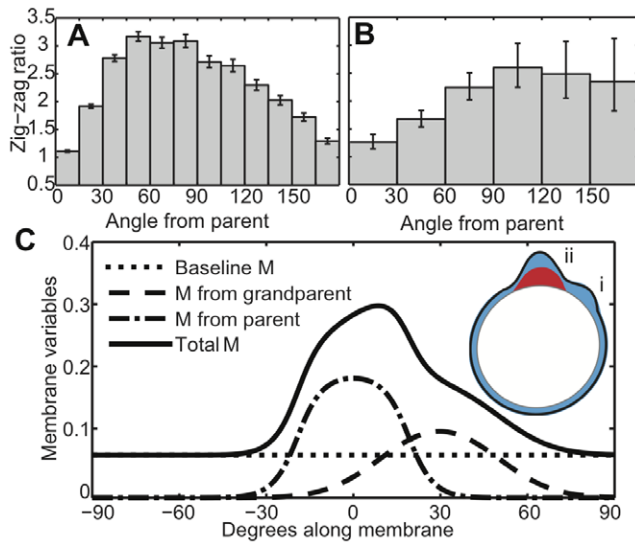 A
B
Zig-zag ratio
3.5
3
2.5
2
1.5
1
0.5
0 30 60 90 120 150
0 30 60 90 120 150
Angle from parent
Angle from parent
C
Membrane variables
0.4
0.3
0.2
0.1
0
Baseline M
M from grandparent
M from parent
Total M
ii
i
−90 −60 −30 0 30 60 90
Degrees along membrane